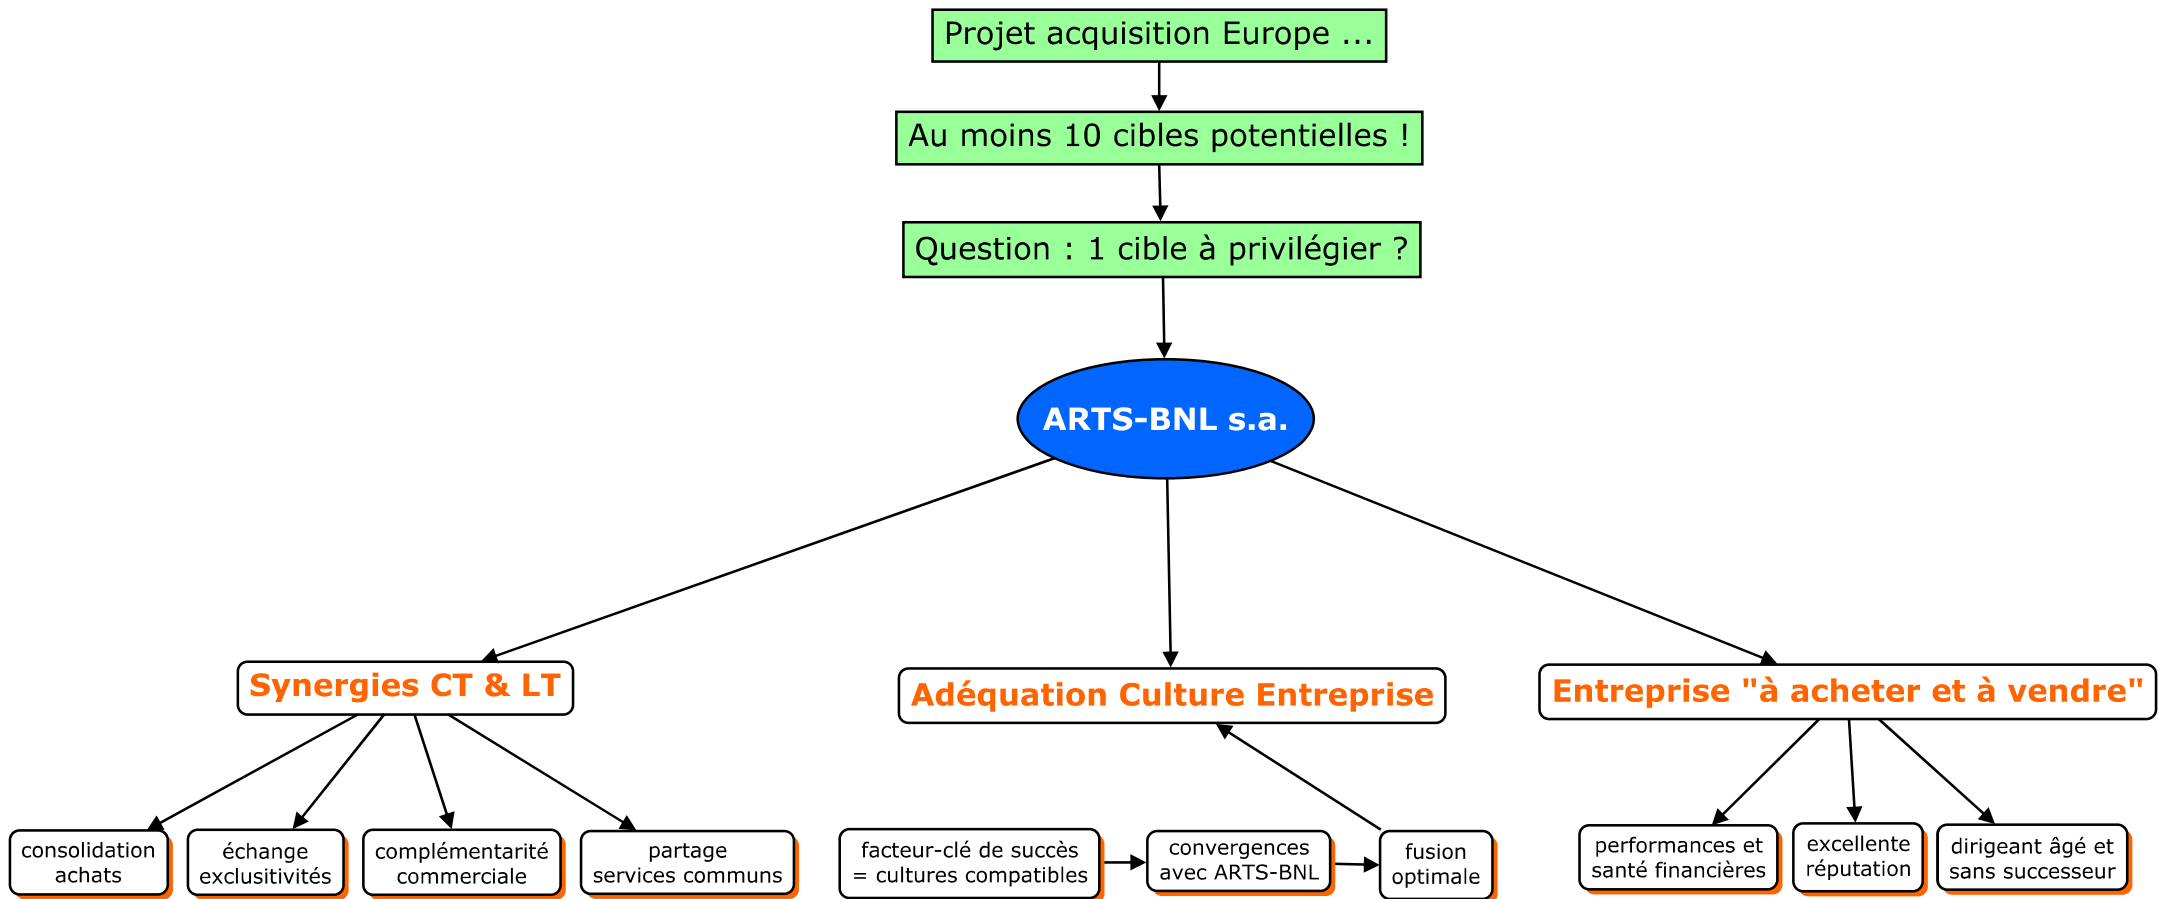 Projet acquisition Europe ...
Au moins 10 cibles potentielles !
Question : 1 cible à privilégier ?
ARTS-BNL s.a.
Synergies CT & LT
Adéquation Culture Entreprise
Entreprise "à acheter et à vendre"
consolidation
achats
échange
exclusitivités
complémentarité
commerciale
partage
services communs
facteur-clé de succès
= cultures compatibles
convergences
avec ARTS-BNL
fusion
optimale
performances et
santé financières
excellente
réputation
dirigeant âgé et
sans successeur